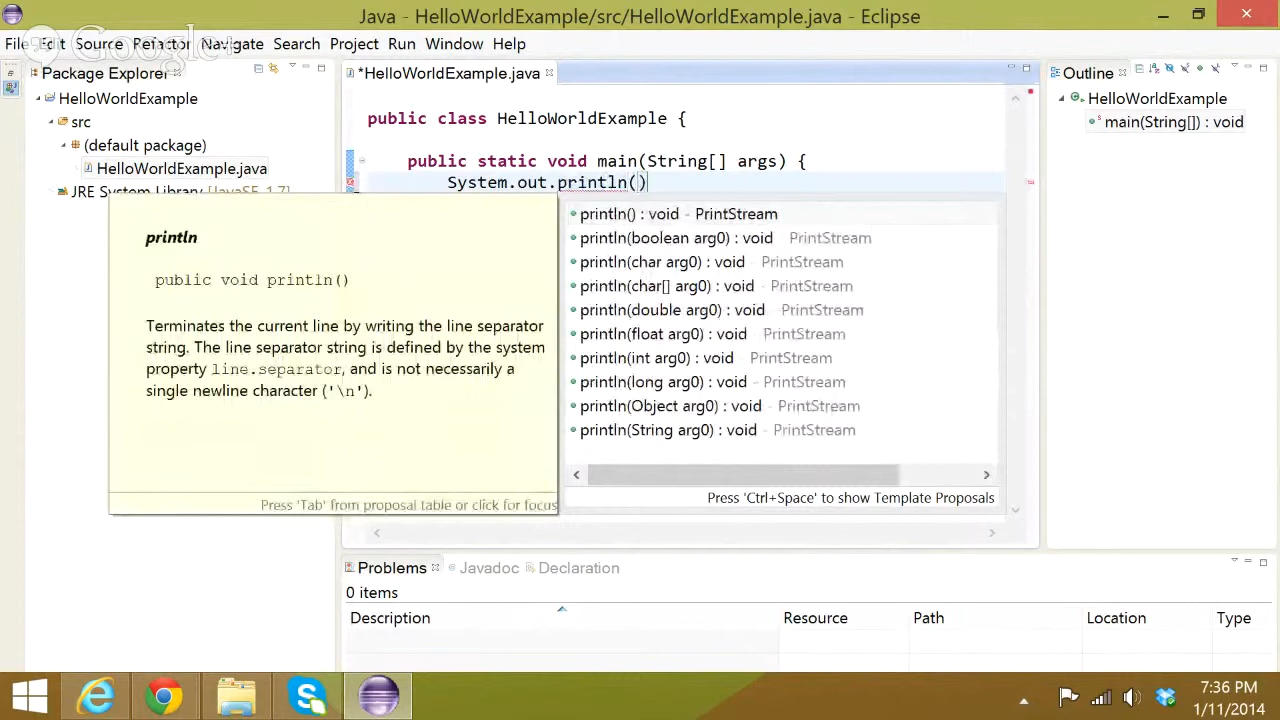 Java - HelloWorldExample/src/HelloWorldExample.java - Eclipse
File Edit Source Refactor Navigate Search Project Run Window Help
Google+
Package Explorer
HelloWorldExample
src
(default package)
HelloWorldExample.java
JRE System Library [JavaSE-1.7]
*HelloWorldExample.java
public class HelloWorldExample {
public static void main(String[] args) {
System.out.println()
println
public void println()
Terminates the current line by writing the line separator
string. The line separator string is defined by the system
property line.separator, and is not necessarily a
single newline character ('\n').
Press 'Tab' from proposal table or click for focus
println() : void - PrintStream
println(boolean arg0) : void PrintStream
println(char arg0) : void - PrintStream
println(char[] arg0) : void - PrintStream
println(double arg0) : void - PrintStream
println(float arg0) : void - PrintStream
println(int arg0) : void - PrintStream
println(long arg0) : void - PrintStream
println(Object arg0) : void - PrintStream
println(String arg0) : void - PrintStream
Press 'Ctrl+Space' to show Template Proposals
Outline
HelloWorldExample
main(String[]) : void
Problems Javadoc Declaration
0 items
Description Resource Path Location Type
7:36 PM
1/11/2014